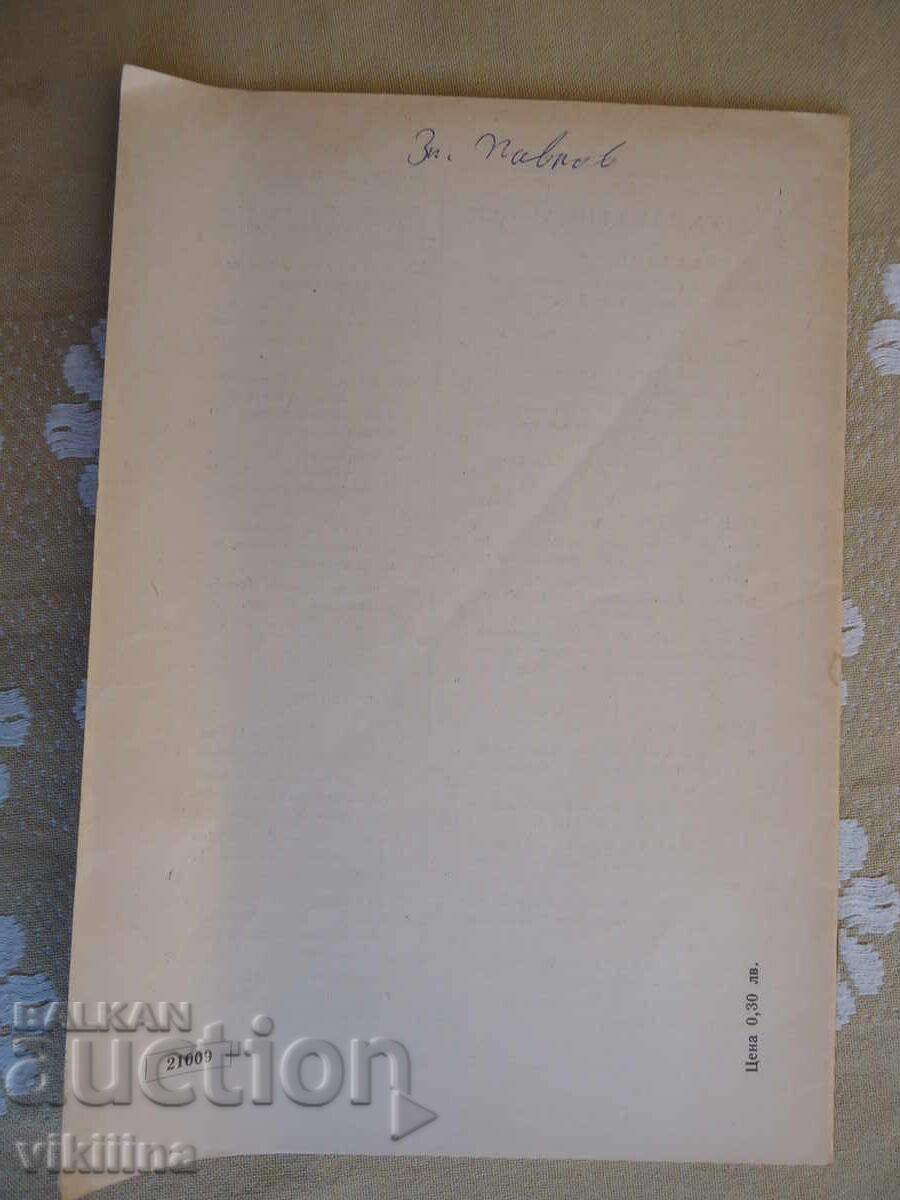 Зл. Павлов
Цена 0,30 лв.
21009
BALKAN
auction
vikiiina